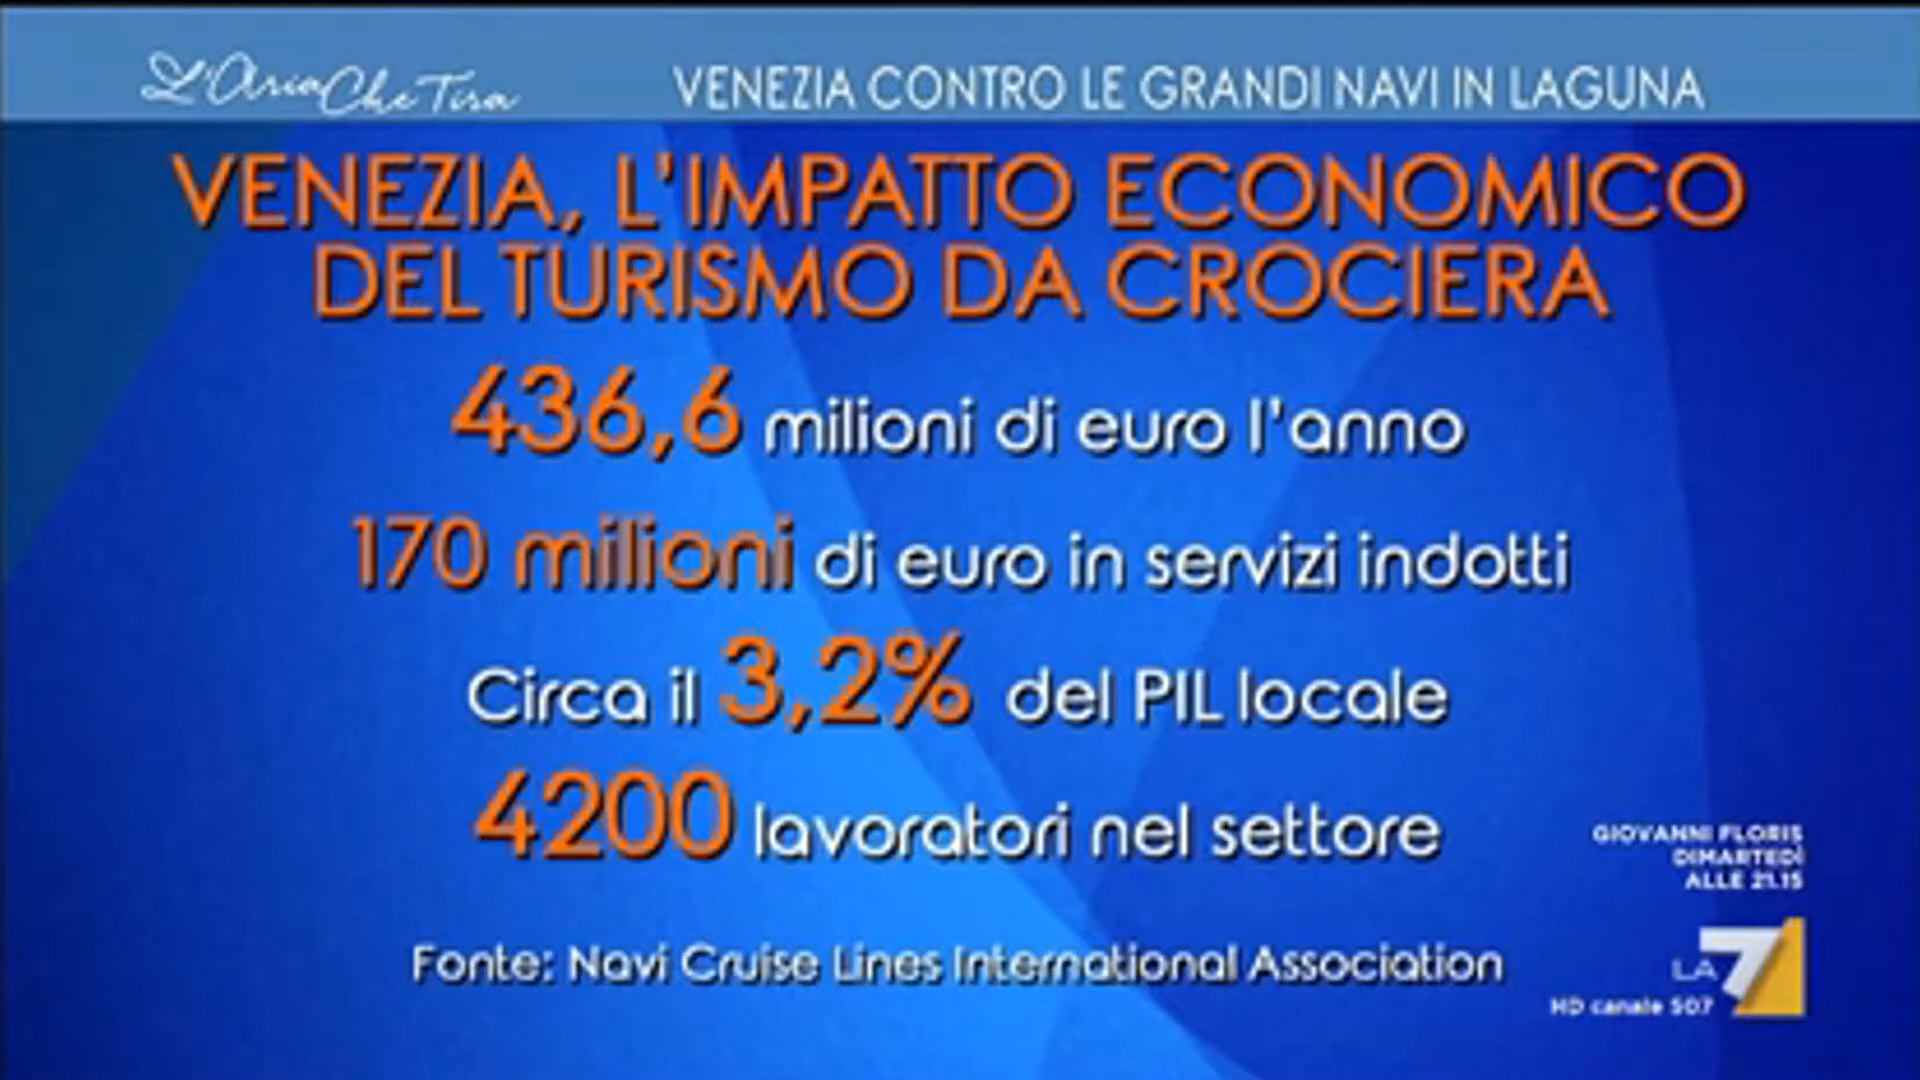 L'Aria Che Tira
VENEZIA CONTRO LE GRANDI NAVI IN LAGUNA
VENEZIA, L'IMPATTO ECONOMICO
DEL TURISMO DA CROCIERA
436,6 milioni di euro l'anno
170 milioni di euro in servizi indotti
Circa il 3,2% del PIL locale
4200 lavoratori nel settore
GIOVANNI FLORIS
DIMARTEDÌ
ALLE 21.15
Fonte: Navi Cruise Lines International Association
LA7
HD canale 507